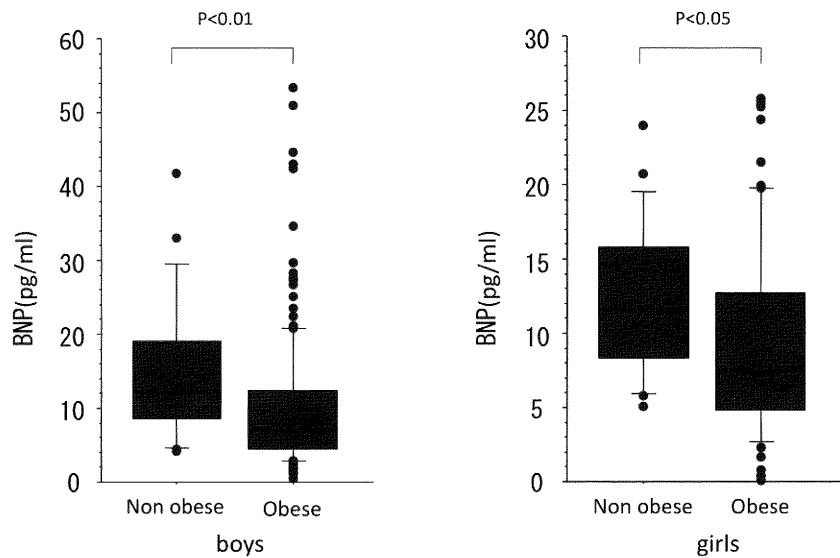 P<0.01
60
50
40
30
20
10
0
BNP(pg/ml)
Non obese
Obese
boys
P<0.05
30
25
20
15
10
5
0
BNP(pg/ml)
Non obese
Obese
girls